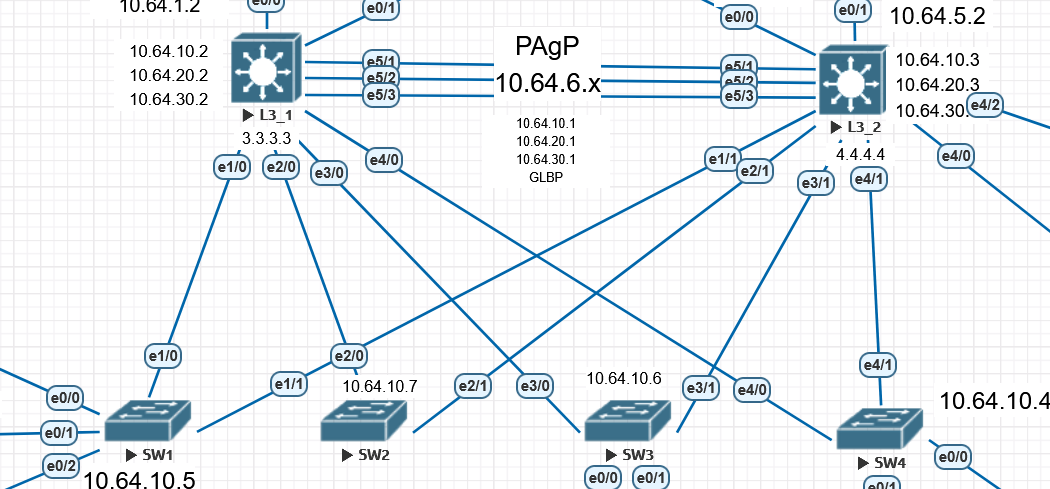 10.64.1.2
e0/0
e0/1
e0/0
e0/1
10.64.5.2
10.64.10.2
10.64.20.2
10.64.30.2
PAgP
10.64.6.x
e5/1
e5/2
e5/3
e5/1
e5/2
e5/3
10.64.10.3
10.64.20.3
10.64.30.
e4/2
L3_1
3.3.3.3
10.64.10.1
10.64.20.1
10.64.30.1
GLBP
L3_2
4.4.4.4
e1/0
e2/0
e3/0
e4/0
e1/1
e2/1
e3/1
e4/1
e4/0
e1/0
e2/0
e4/1
e0/0
e1/1
10.64.10.7
e2/1
e3/0
10.64.10.6
e3/1
e4/0
10.64.10.4
e0/1
e0/2
SW1
10.64.10.5
SW2
SW3
e0/0
e0/1
SW4
e0/0
e0/1